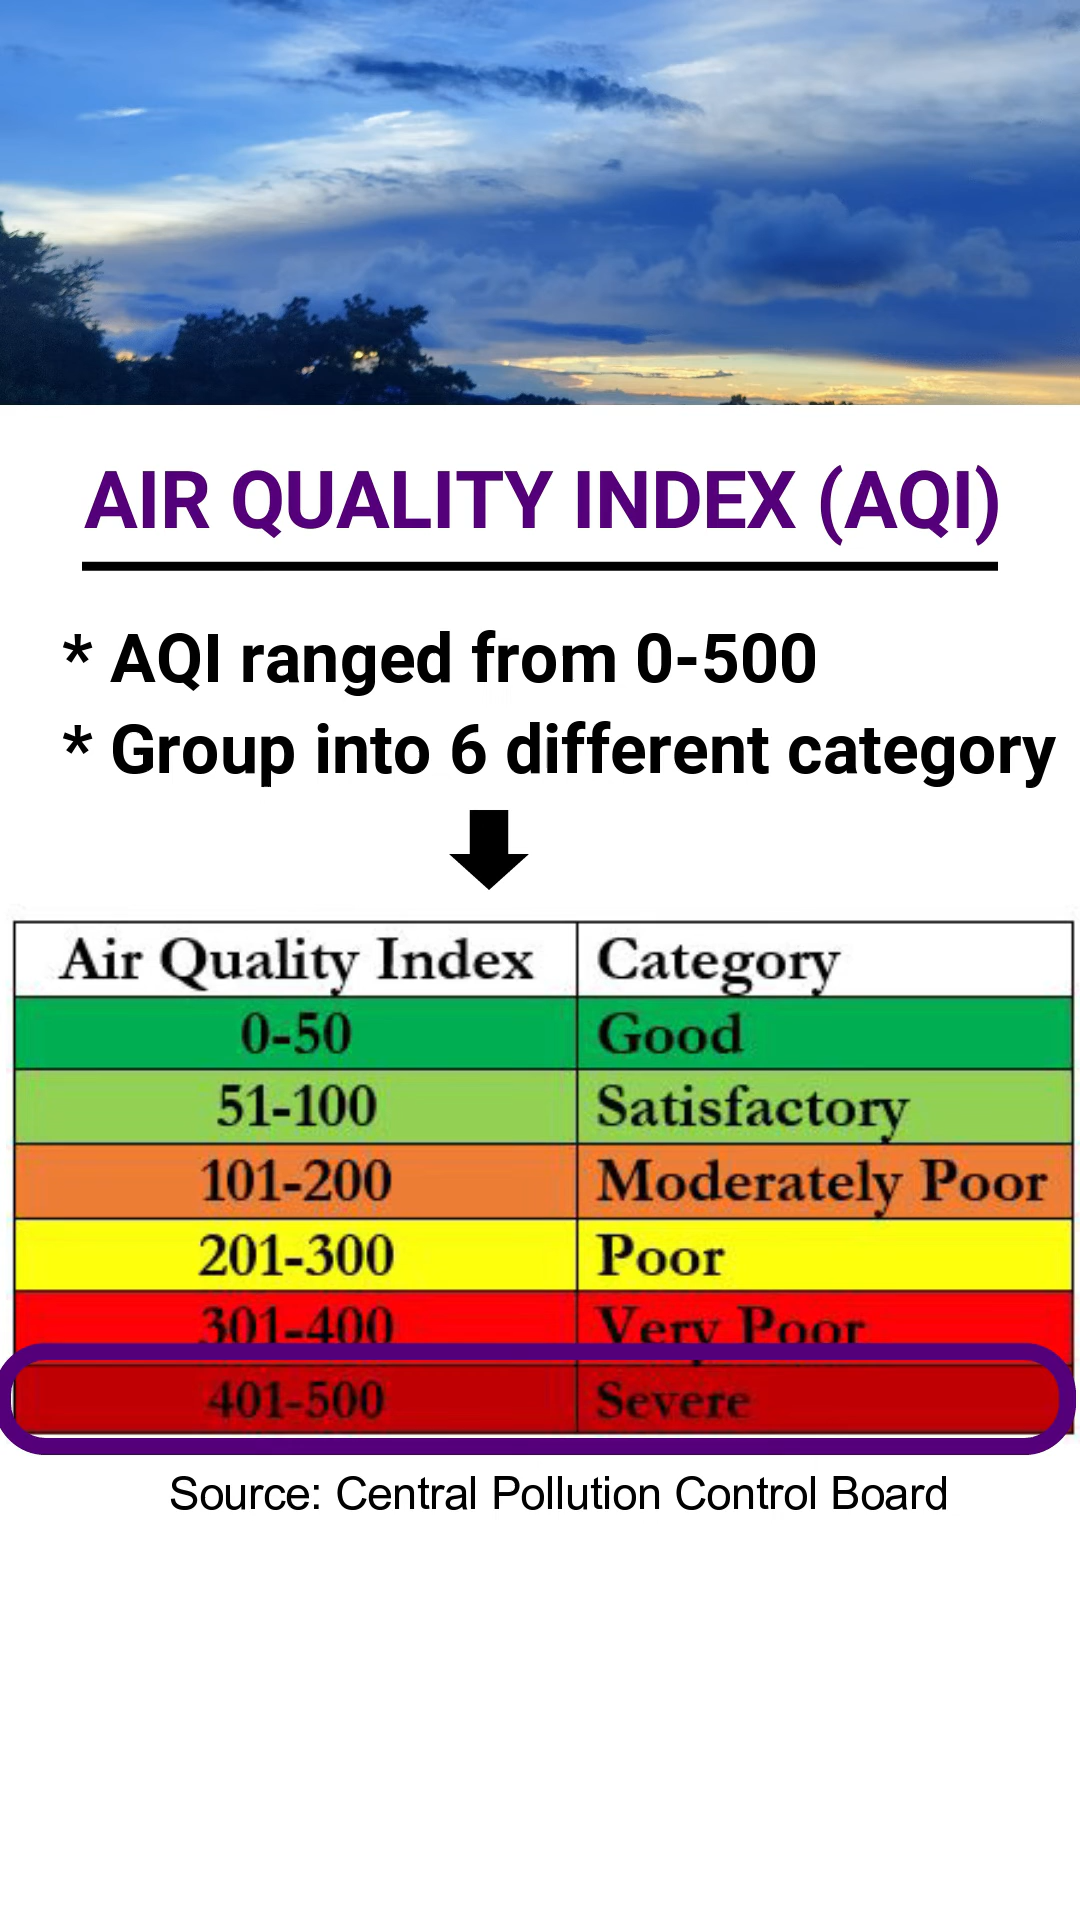 AIR QUALITY INDEX (AQI)
* AQI ranged from 0-500
* Group into 6 different category
Air Quality Index Category
0-50 Good
51-100 Satisfactory
101-200 Moderately Poor
201-300 Poor
301-400 Very Poor
401-500 Severe
Source: Central Pollution Control Board